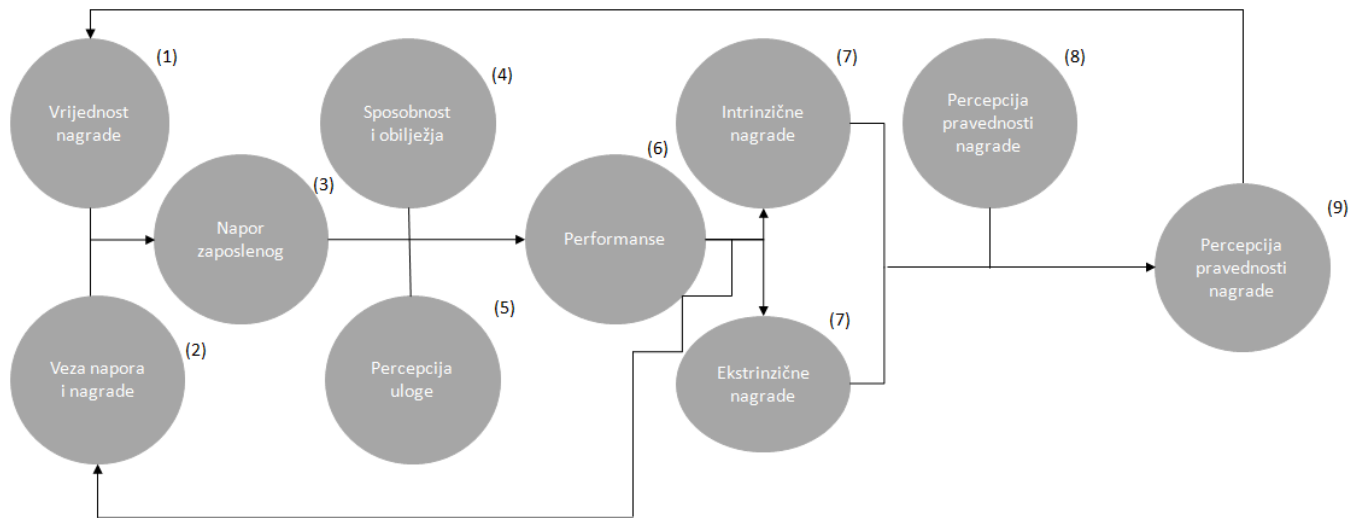 (1)
Vrijednost
nagrade
(2)
Veza napora
i nagrade
(3)
Napor
zaposlenog
(4)
Sposobnost
i obilježja
(5)
Percepcija
uloge
(6)
Performanse
(7)
Intrinzične
nagrade
(7)
Ekstrinzične
nagrade
(8)
Percepcija
pravednosti
nagrade
(9)
Percepcija
pravednosti
nagrade